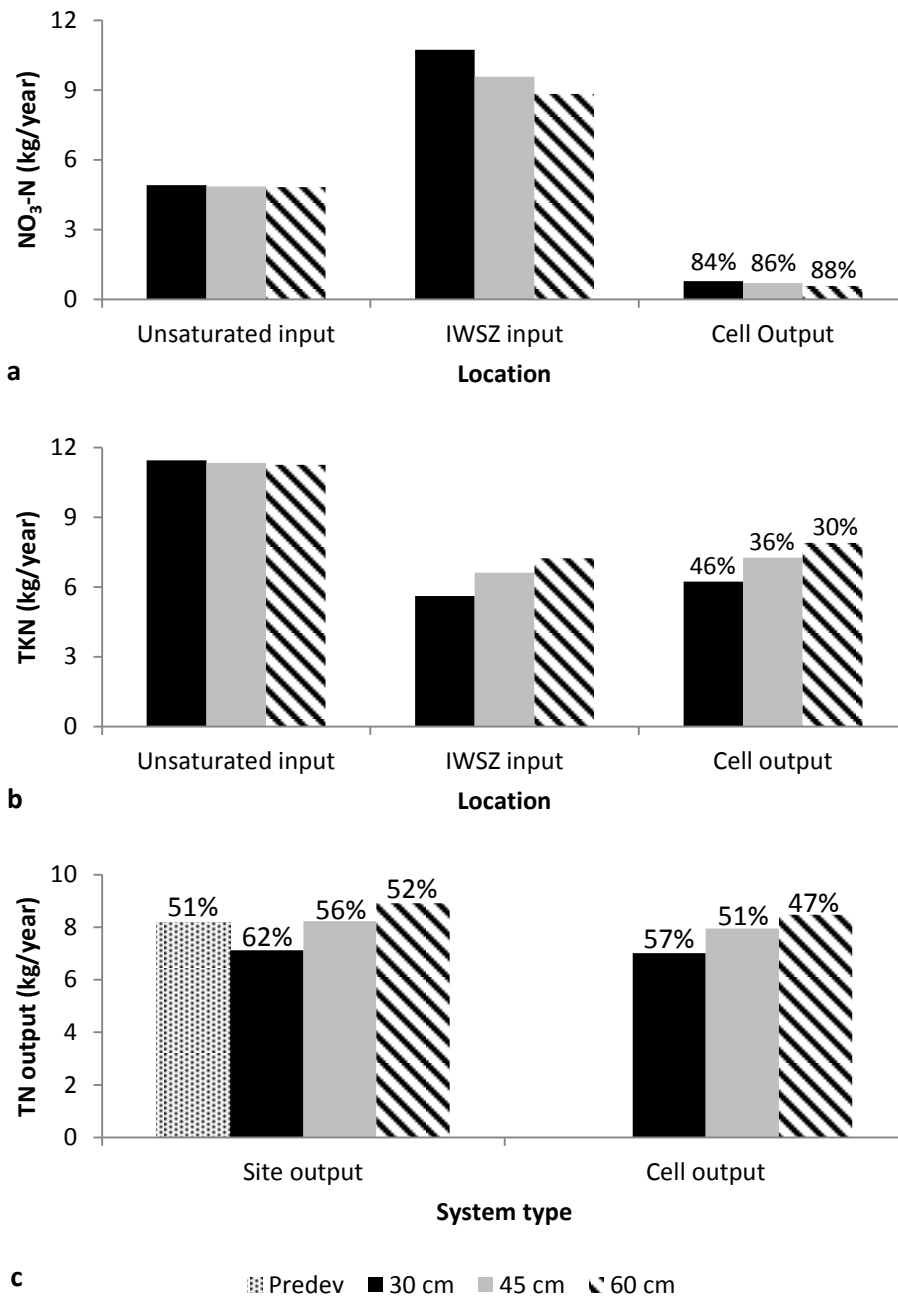 12
9
6
3
0
NO3-N (kg/year)
84% 86% 88%
Unsaturated input IWSZ input Cell Output
a Location
12
9
6
3
0
TKN (kg/year)
46% 36% 30%
Unsaturated input IWSZ input Cell output
b Location
10
8
6
4
2
0
TN output (kg/year)
51% 62% 56% 52% 57% 51% 47%
Site output Cell output
System type
c Predev 30 cm 45 cm 60 cm